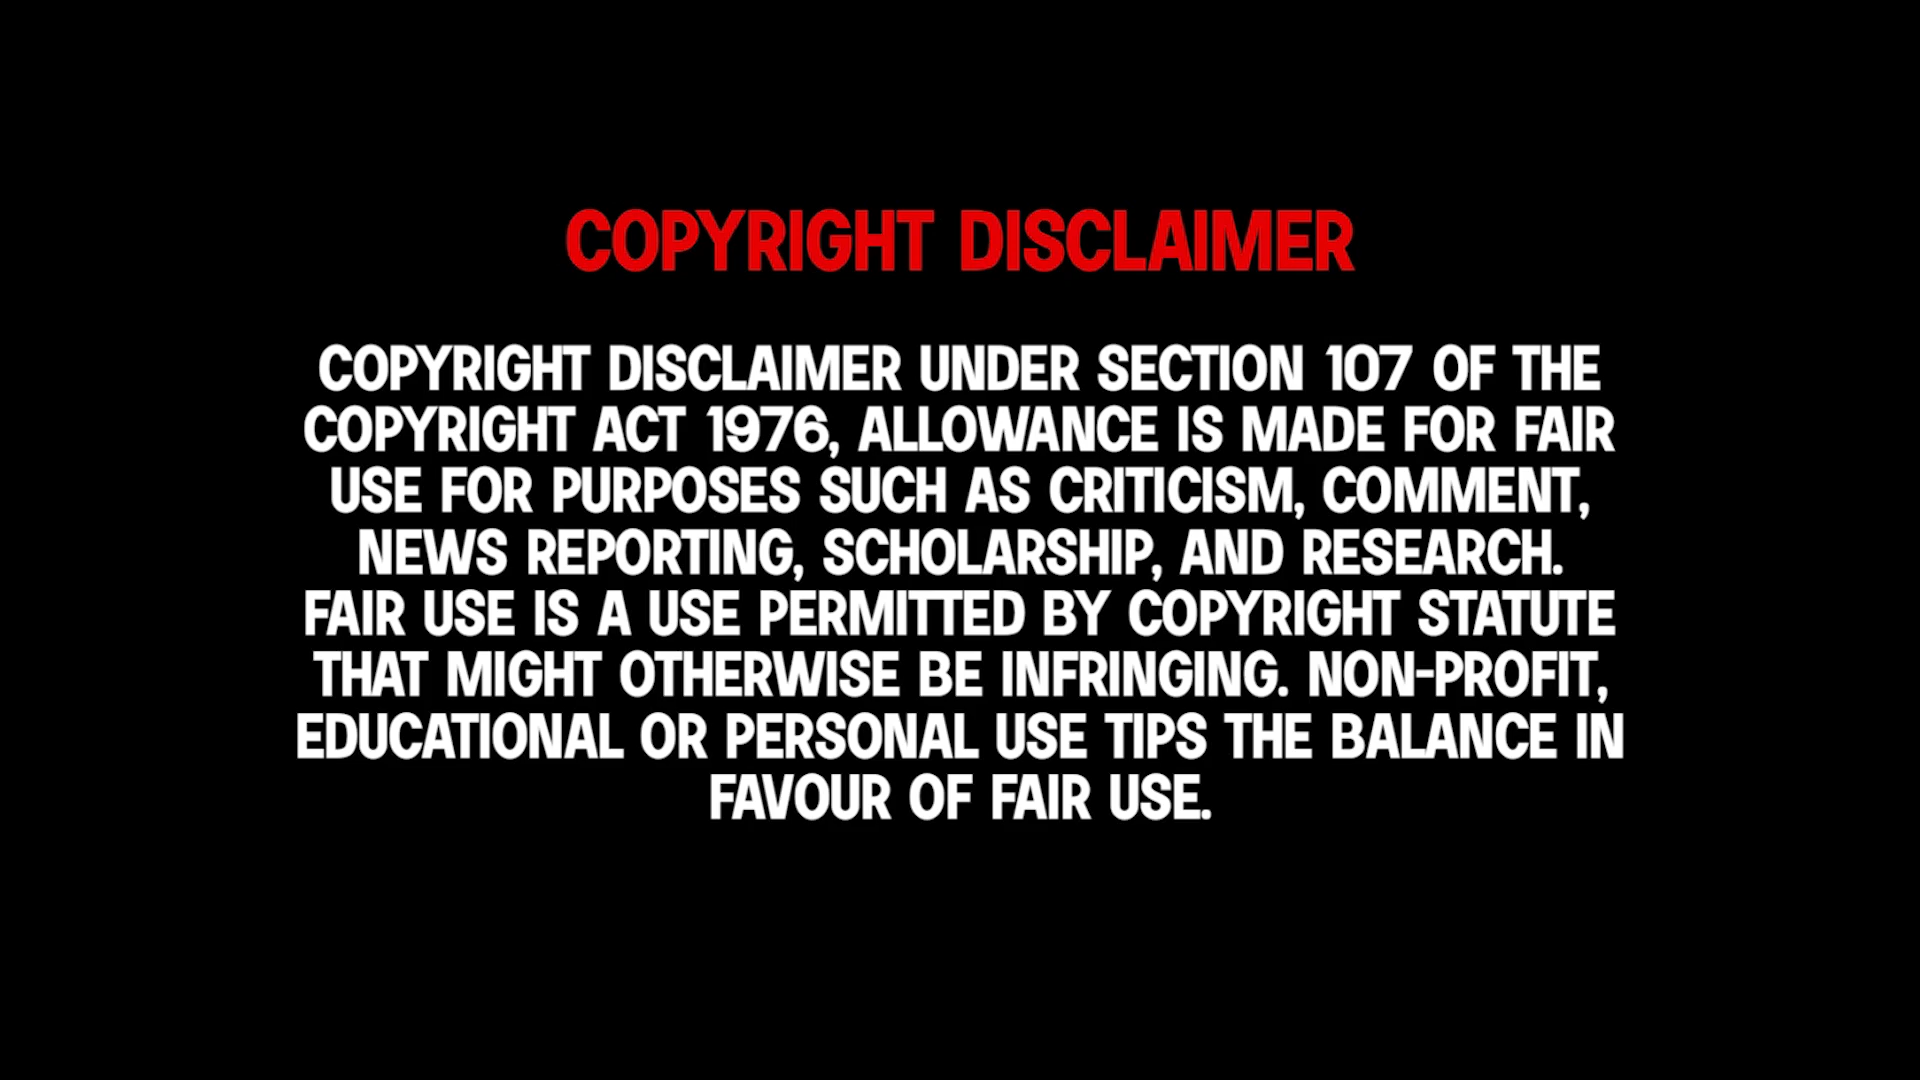 COPYRIGHT DISCLAIMER
COPYRIGHT DISCLAIMER UNDER SECTION 107 OF THE
COPYRIGHT ACT 1976, ALLOWANCE IS MADE FOR FAIR
USE FOR PURPOSES SUCH AS CRITICISM, COMMENT,
NEWS REPORTING, SCHOLARSHIP, AND RESEARCH.
FAIR USE IS A USE PERMITTED BY COPYRIGHT STATUTE
THAT MIGHT OTHERWISE BE INFRINGING. NON-PROFIT,
EDUCATIONAL OR PERSONAL USE TIPS THE BALANCE IN
FAVOUR OF FAIR USE.